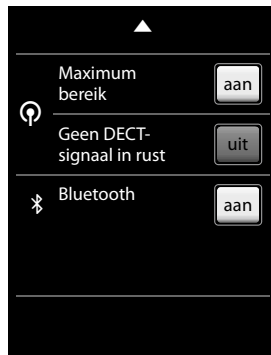 Maximum
bereik
aan
Geen DECT-
signaal in rust
uit
Bluetooth
aan